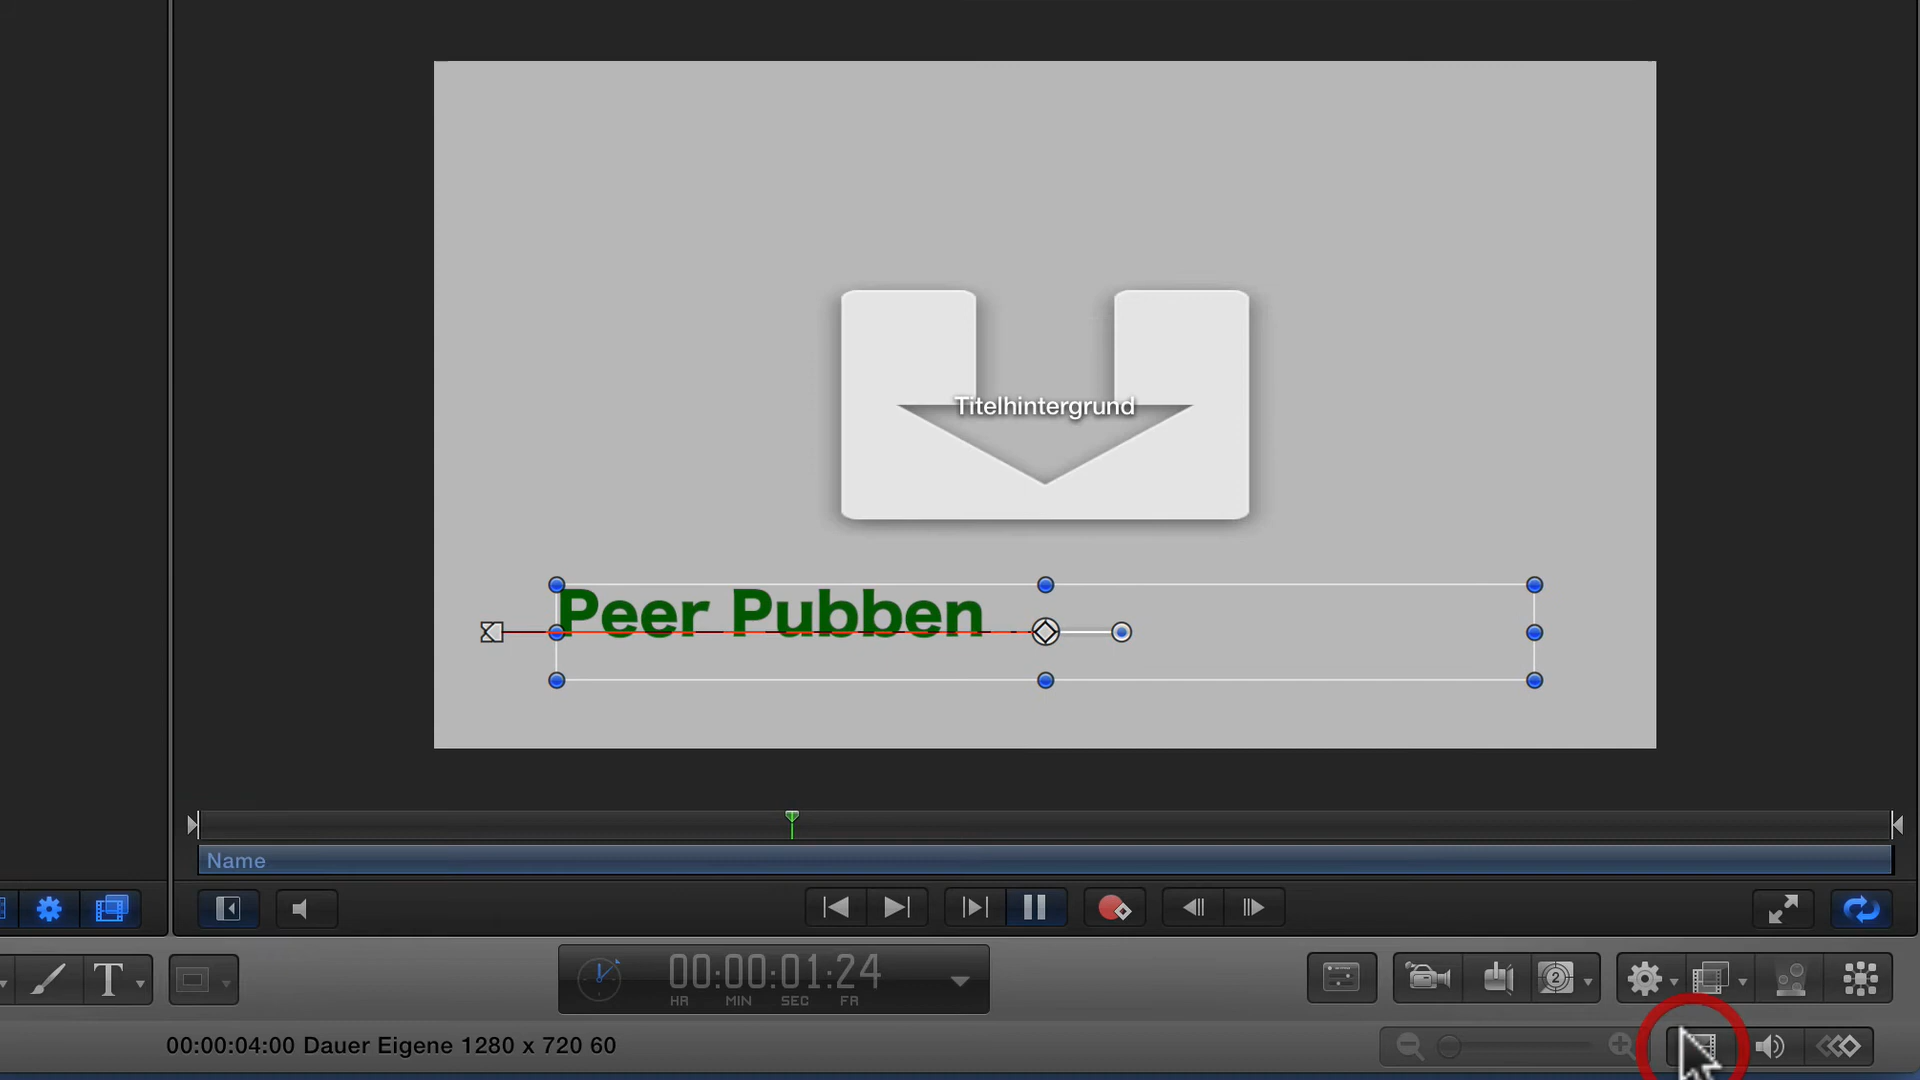 Titelhintergrund
Peer Pubben
Name
T
00:00:01:24
HR MIN SEC FR
2
00:00:04:00 Dauer Eigene 1280 x 720 60